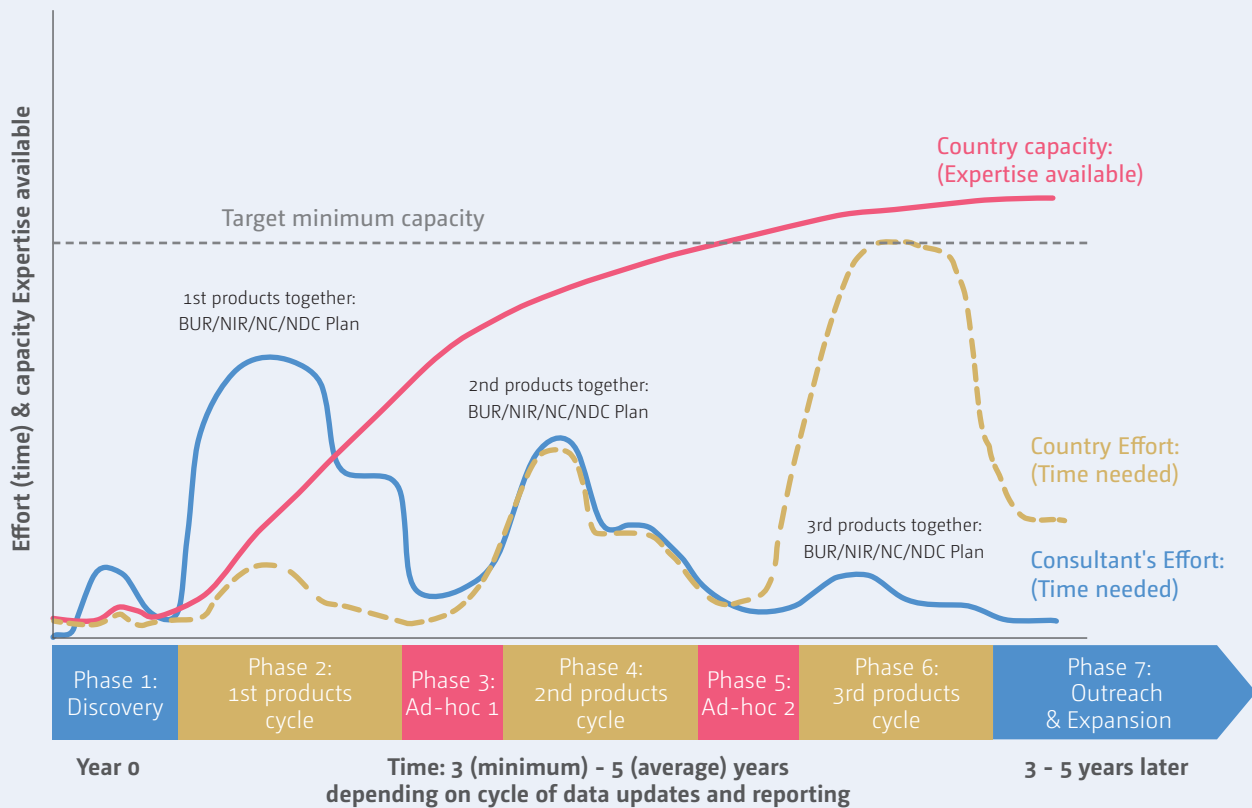 Effort (time) & capacity Expertise available
Country capacity:
(Expertise available)
Target minimum capacity
1st products together:
BUR/NIR/NC/NDC Plan
2nd products together:
BUR/NIR/NC/NDC Plan
Country Effort:
(Time needed)
3rd products together:
BUR/NIR/NC/NDC Plan
Consultant's Effort:
(Time needed)
Phase 1:
Discovery
Phase 2:
1st products
cycle
Phase 3:
Ad-hoc 1
Phase 4:
2nd products
cycle
Phase 5:
Ad-hoc 2
Phase 6:
3rd products
cycle
Phase 7:
Outreach
& Expansion
Year 0
Time: 3 (minimum) - 5 (average) years
depending on cycle of data updates and reporting
3 - 5 years later